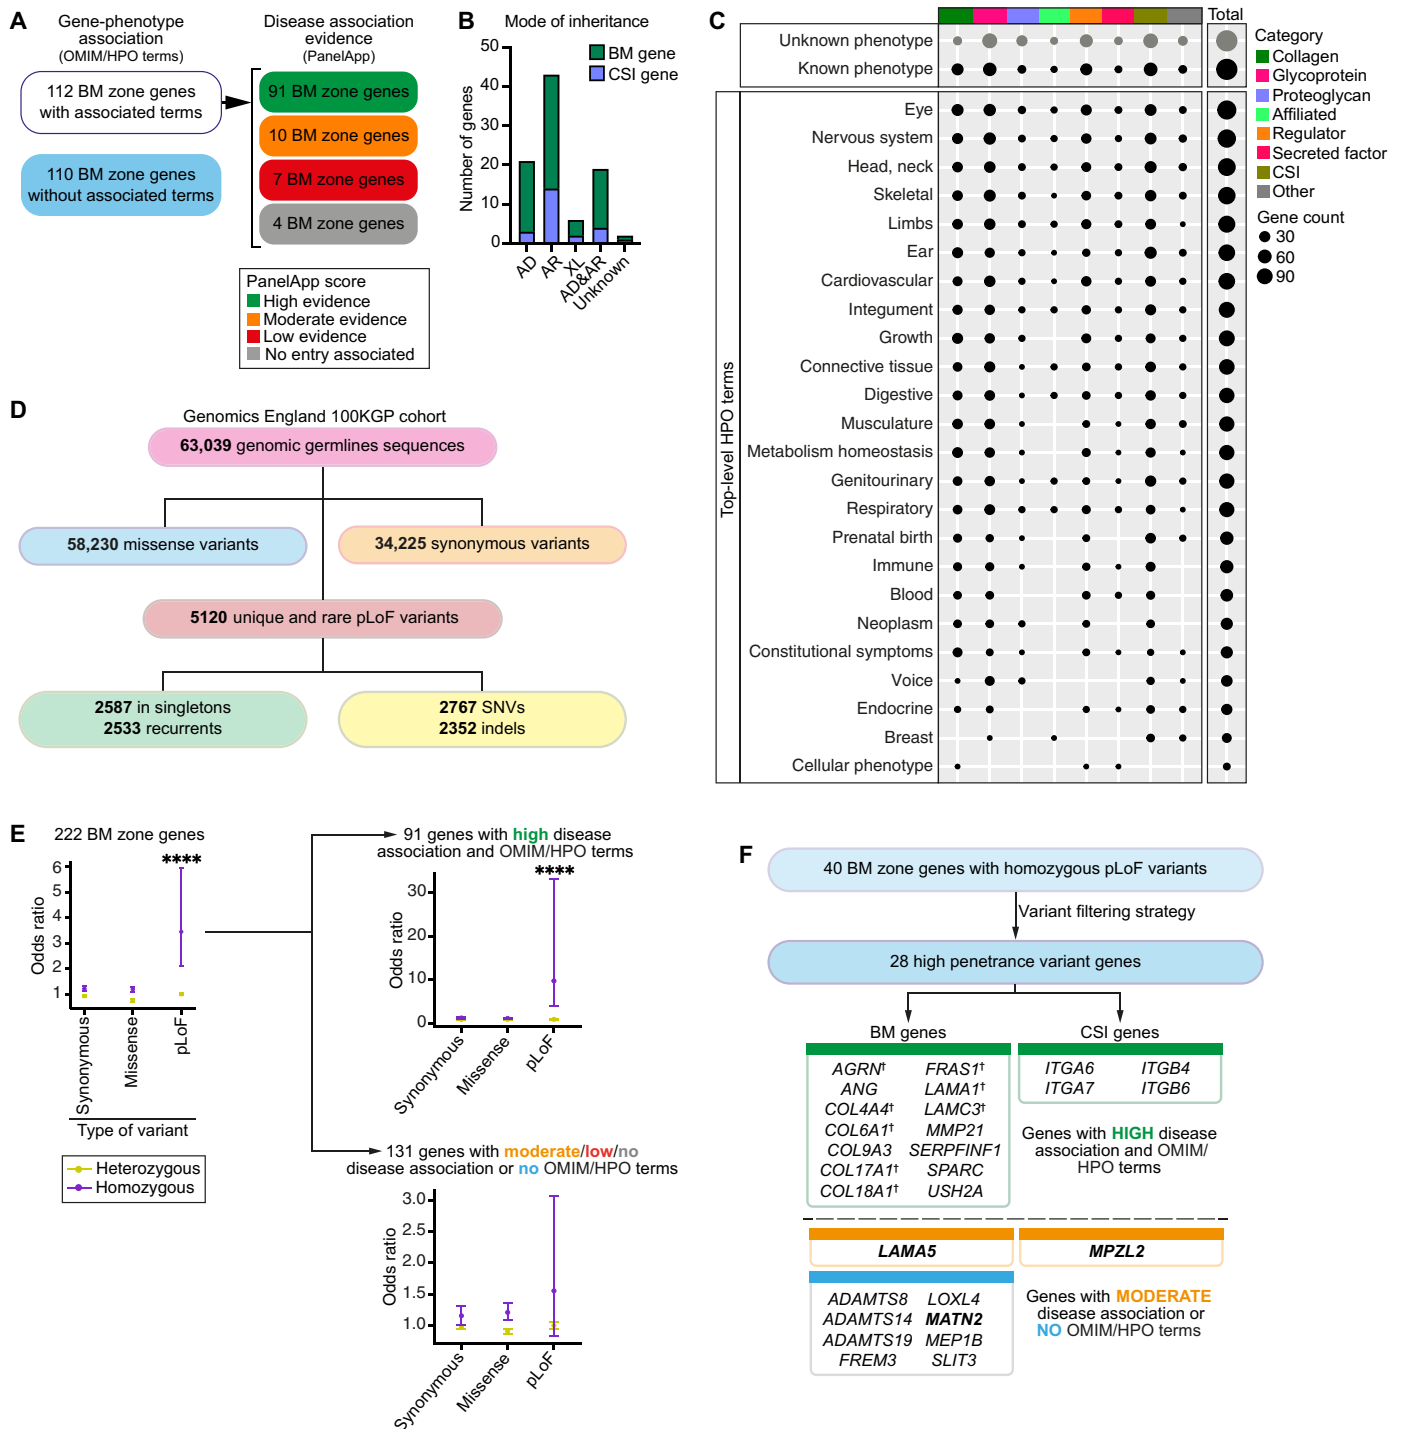 A
Gene-phenotype
association
(OMIM/HPO terms)
Disease association
evidence
(PanelApp)
112 BM zone genes
with associated terms
110 BM zone genes
without associated terms
91 BM zone genes
10 BM zone genes
7 BM zone genes
4 BM zone genes
PanelApp score
High evidence
Moderate evidence
Low evidence
No entry associated
B
Mode of inheritance
Number of genes
50
40
30
20
10
0
BM gene
CSI gene
AD
AR
XL
AD&AR
Unknown
C
Total
Unknown phenotype
Known phenotype
Top-level HPO terms
Eye
Nervous system
Head, neck
Skeletal
Limbs
Ear
Cardiovascular
Integument
Growth
Connective tissue
Digestive
Musculature
Metabolism homeostasis
Genitourinary
Respiratory
Prenatal birth
Immune
Blood
Neoplasm
Constitutional symptoms
Voice
Endocrine
Breast
Cellular phenotype
Category
Collagen
Glycoprotein
Proteoglycan
Affiliated
Regulator
Secreted factor
CSI
Other
Gene count
30
60
90
D
Genomics England 100KGP cohort
63,039 genomic germlines sequences
58,230 missense variants
34,225 synonymous variants
5120 unique and rare pLoF variants
2587 in singletons
2533 recurrents
2767 SNVs
2352 indels
E
222 BM zone genes
****
Odds ratio
6
5
4
3
2
1
Synonymous
Missense
pLoF
Type of variant
Heterozygous
Homozygous
91 genes with high disease
association and OMIM/HPO terms
****
Odds ratio
30
20
10
0
Synonymous
Missense
pLoF
131 genes with moderate/low/no
disease association or no OMIM/HPO terms
Odds ratio
3.0
2.5
2.0
1.5
1.0
Synonymous
Missense
pLoF
F
40 BM zone genes with homozygous pLoF variants
Variant filtering strategy
28 high penetrance variant genes
BM genes
AGRN† FRAS1†
ANG LAMA1†
COL4A4† LAMC3†
COL6A1† MMP21
COL9A3 SERPFINF1
COL17A1† SPARC
COL18A1† USH2A
CSI genes
ITGA6 ITGB4
ITGA7 ITGB6
Genes with HIGH disease
association and OMIM/
HPO terms
LAMA5
MPZL2
ADAMTS8 LOXL4
ADAMTS14 MATN2
ADAMTS19 MEP1B
FREM3 SLIT3
Genes with MODERATE
disease association or
NO OMIM/HPO terms